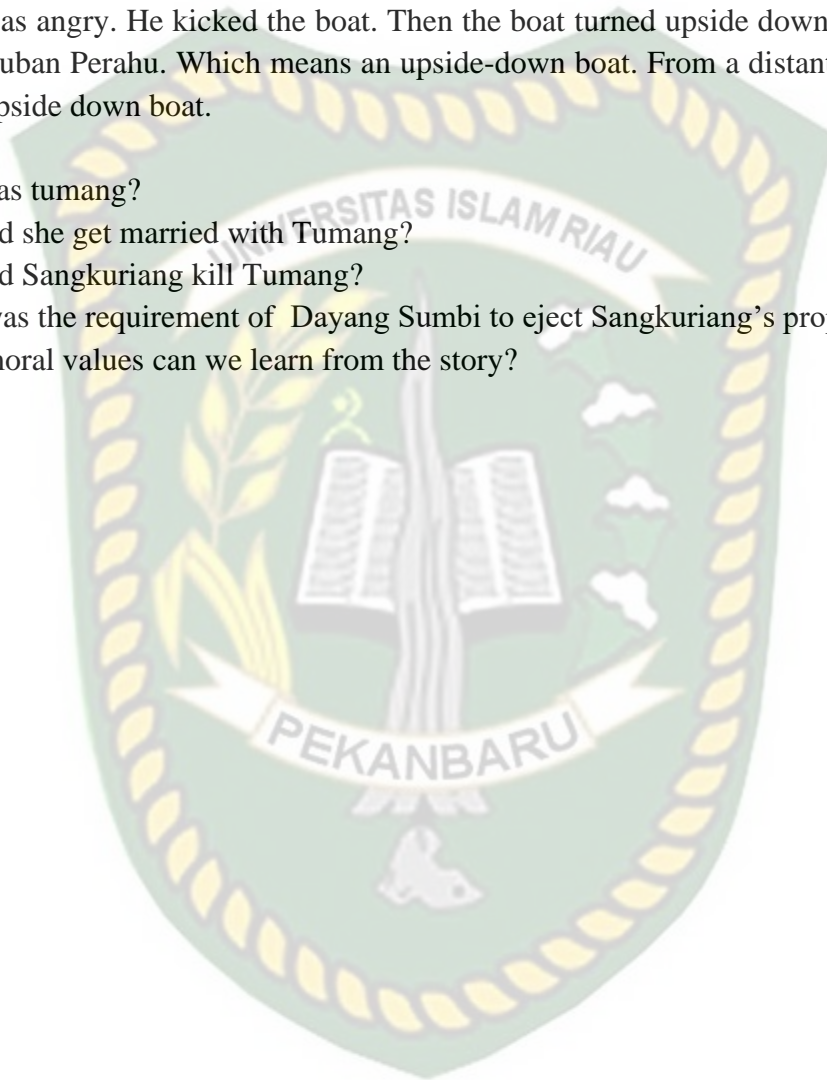 as angry. He kicked the boat. Then the boat turned upside down
uban Perahu. Which means an upside-down boat. From a distant
pside down boat.
as tumang?
d she get married with Tumang?
d Sangkuriang kill Tumang?
was the requirement of Dayang Sumbi to eject Sangkuriang's pro
moral values can we learn from the story?
UNIVERSITAS ISLAM RIAU
PEKANBARU